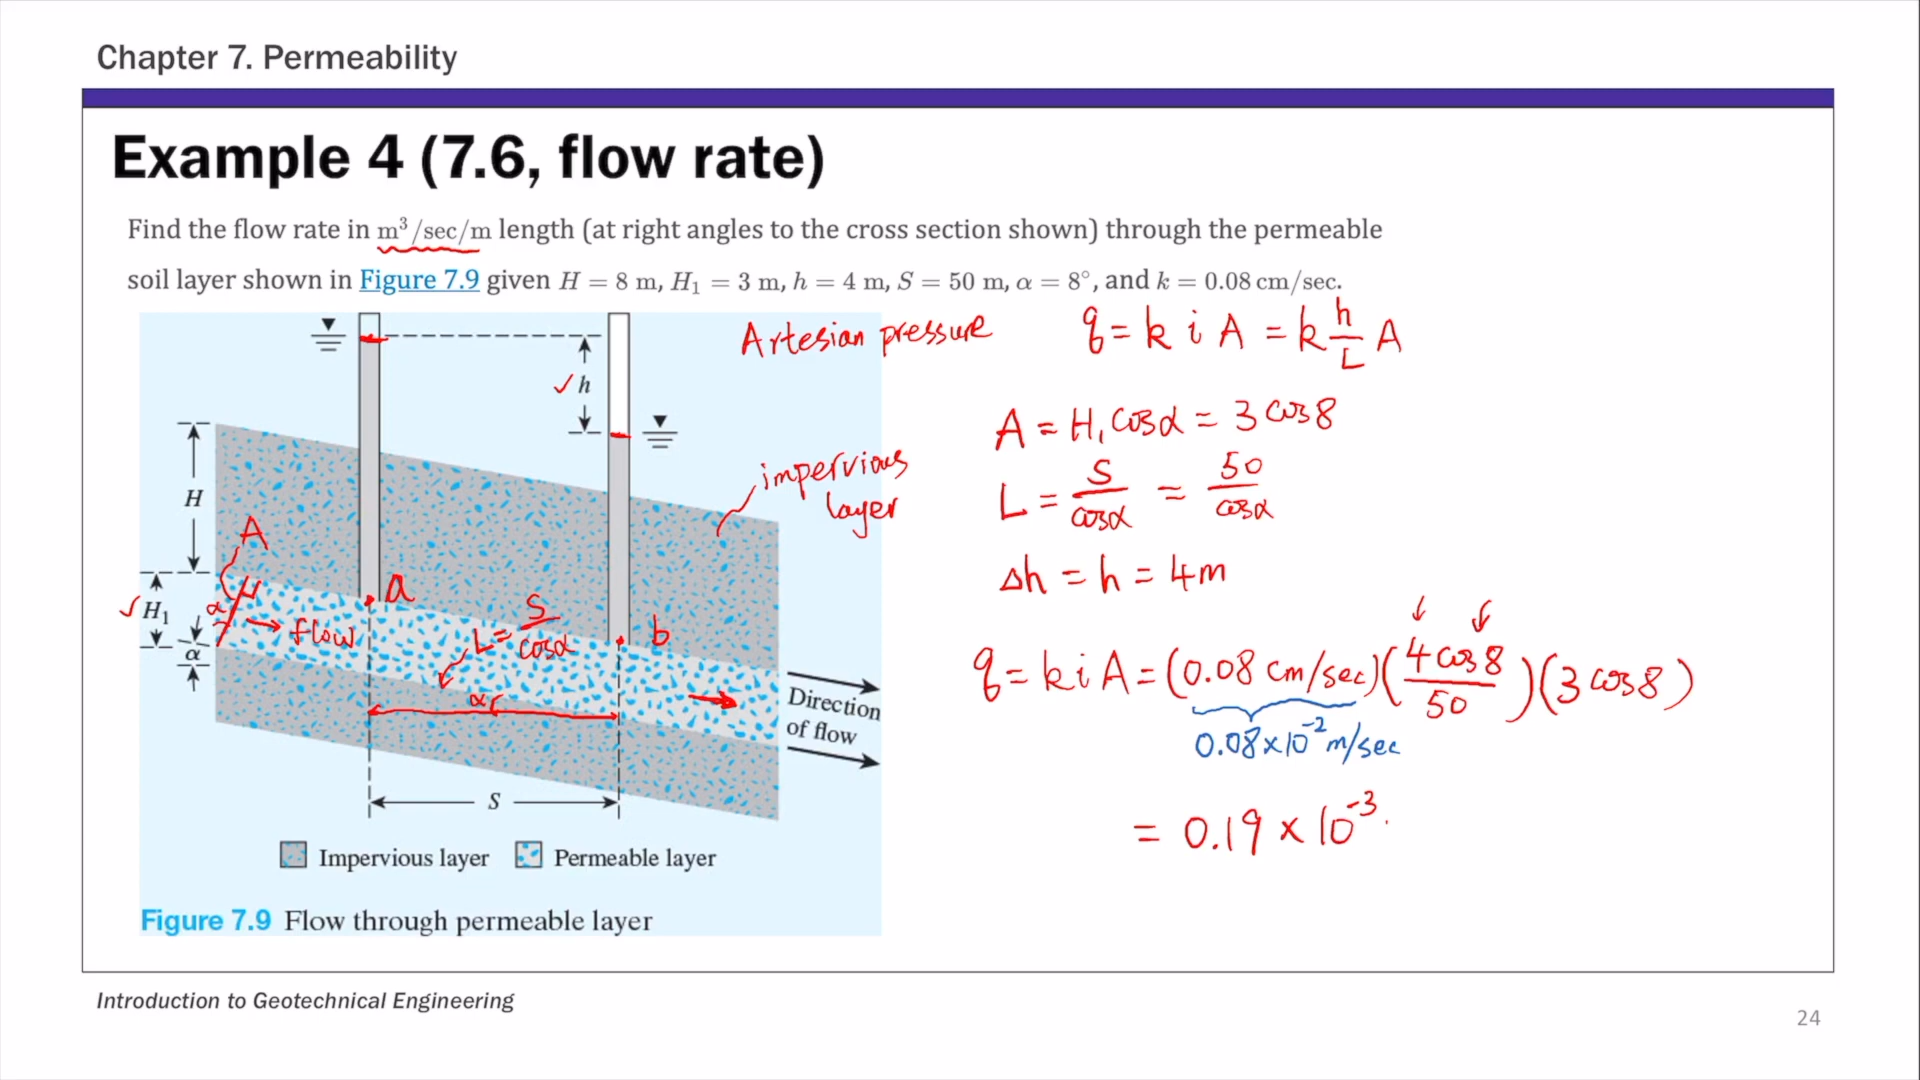 Chapter 7. Permeability
Example 4 (7.6, flow rate)
Find the flow rate in m³/sec/m length (at right angles to the cross section shown) through the permeable
soil layer shown in Figure 7.9 given H = 8 m, H₁ = 3 m, h = 4 m, S = 50 m, α = 8°, and k = 0.08 cm/sec.
Artesian pressure
q = k i A = k h/L A
✓ h
A = H₁ cosα = 3 cos8
impervious
layer
L = S/cosα = 50/cosα
H
A
Δh = h = 4m
a
✓ H₁
α
flow
L = S/cosα
b
α
q = k i A = (0.08 cm/sec)(4 cos8/50)(3 cos8)
0.08×10⁻² m/sec
α
Direction
of flow
S
= 0.19 × 10⁻³.
Impervious layer
Permeable layer
Figure 7.9 Flow through permeable layer
Introduction to Geotechnical Engineering
24